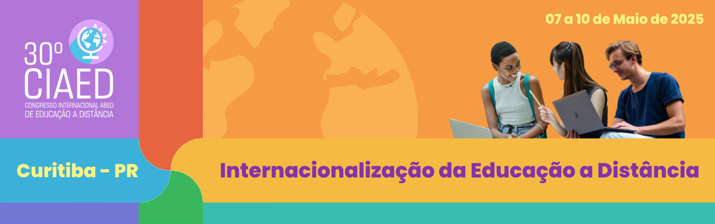 30º
CIAED
CONGRESSO INTERNACIONAL ABED
DE EDUCAÇÃO A DISTÂNCIA
Curitiba - PR
07 a 10 de Maio de 2025
Internacionalização da Educação a Distância